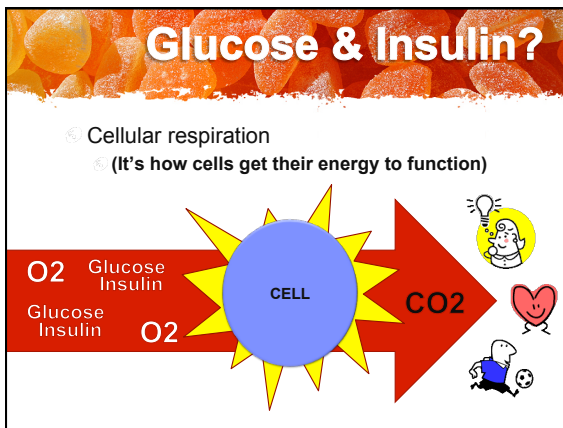 Glucose & Insulin?
Cellular respiration
(It's how cells get their energy to function)
O2 Glucose
Insulin
Glucose
Insulin O2
CELL
CO2